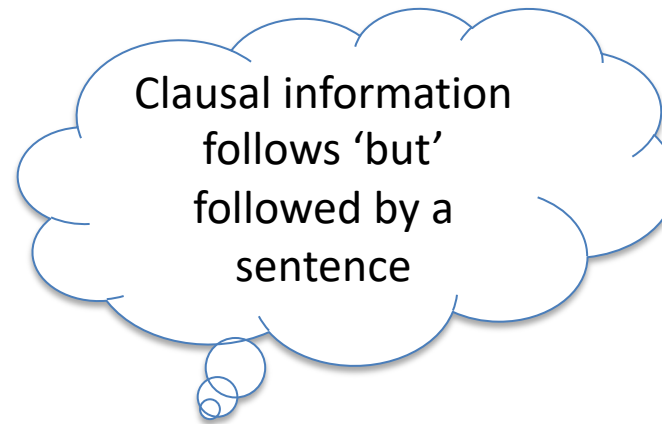 Clausal information
follows ‘but’
followed by a
sentence